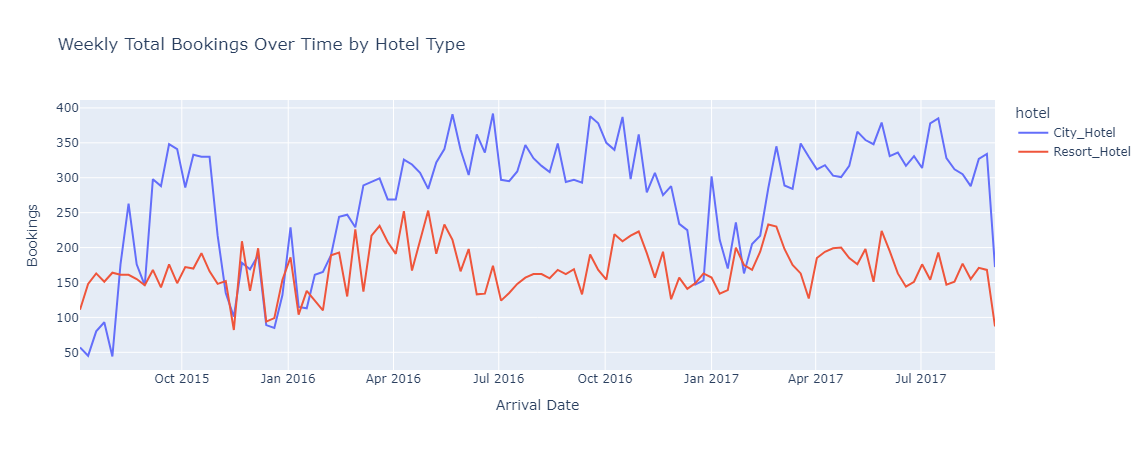 Weekly Total Bookings Over Time by Hotel Type
hotel
City_Hotel
Resort_Hotel
400
350
300
250
200
150
100
50
Bookings
Oct 2015
Jan 2016
Apr 2016
Jul 2016
Oct 2016
Jan 2017
Apr 2017
Jul 2017
Arrival Date